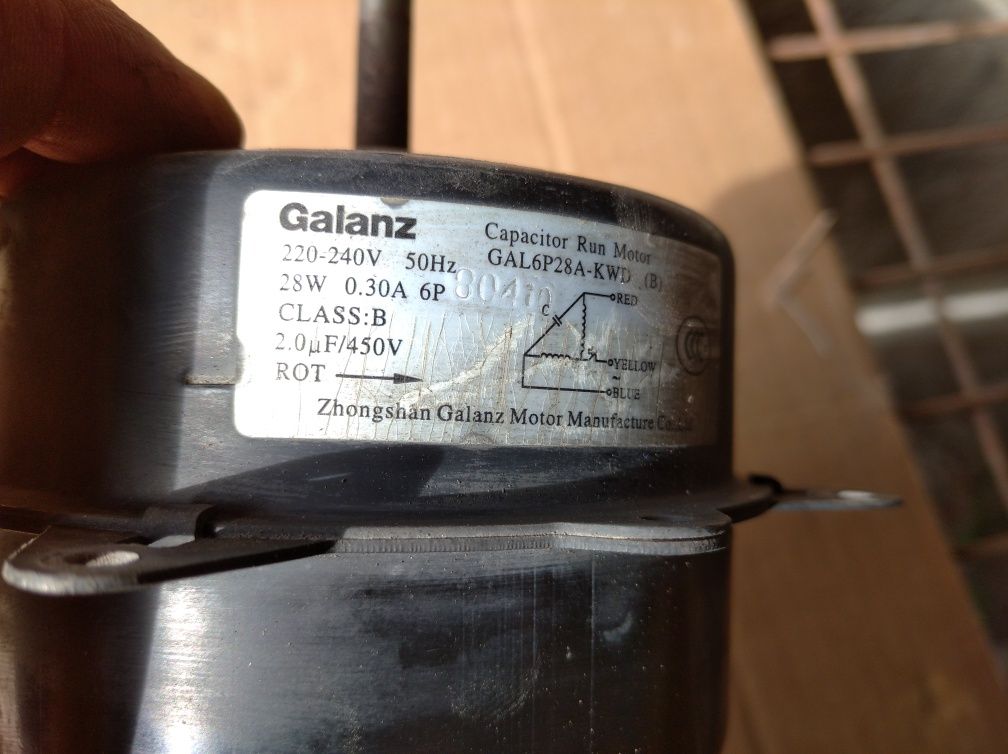 Galanz
Capacitor Run Motor
220-240V 50Hz GAL6P28A-KWD (B)
28W 0.30A 6P
CLASS:B
2.0µF/450V
ROT
C
RED
YELLOW
~
BLUE
Zhongshan Galanz Motor Manufacture